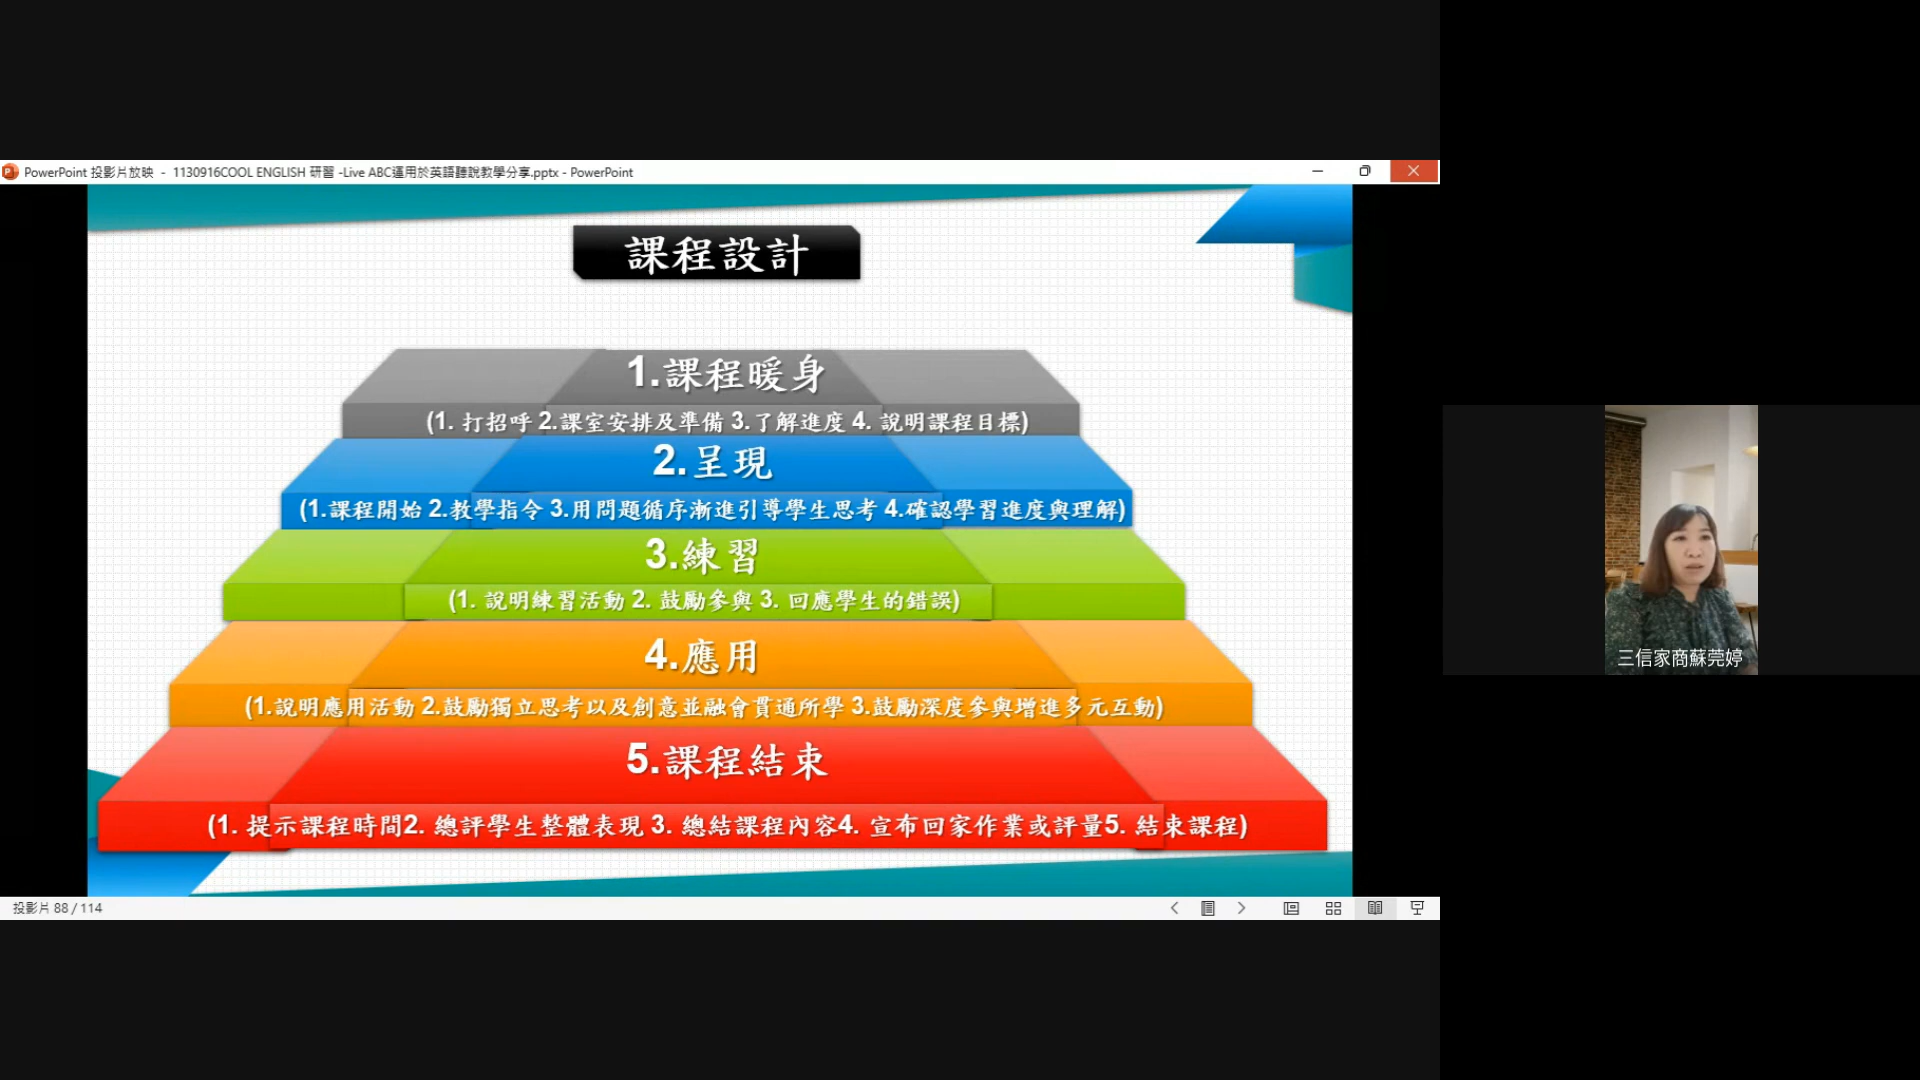 PowerPoint 投影片放映 - 1130916COOL ENGLISH 研習 -Live ABC運用於英語聽說教學分享.pptx - PowerPoint
課程設計
1.課程暖身
(1. 打招呼 2.課室安排及準備 3.了解進度 4. 說明課程目標)
2.呈現
(1.課程開始 2.教學指令 3.用問題循序漸進引導學生思考 4.確認學習進度與理解)
3.練習
(1. 說明練習活動 2. 鼓勵參與 3. 回應學生的錯誤)
4.應用
(1.說明應用活動 2.鼓勵獨立思考以及創意並融會貫通所學 3.鼓勵深度參與增進多元互動)
5.課程結束
(1. 提示課程時間2. 總評學生整體表現 3. 總結課程內容4. 宣布回家作業或評量5. 結束課程)
三信家商蘇莞婷
投影片 88 / 114